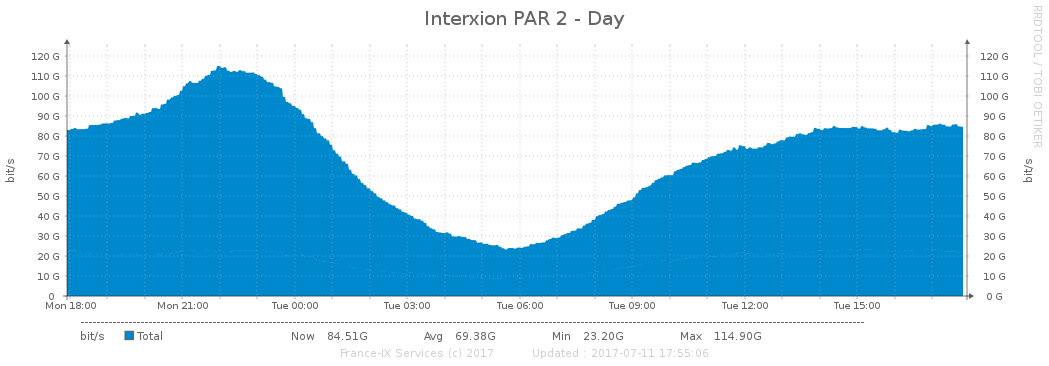 Interxion PAR 2 - Day
RRDTOOL / TOBI OETIKER
bit/s
bit/s
120 G 120 G
110 G 110 G
100 G 100 G
90 G 90 G
80 G 80 G
70 G 70 G
60 G 60 G
50 G 50 G
40 G 40 G
30 G 30 G
20 G 20 G
10 G 10 G
0 0 G
Mon 18:00 Mon 21:00 Tue 00:00 Tue 03:00 Tue 06:00 Tue 09:00 Tue 12:00 Tue 15:00
bit/s Total Now 84.51G Avg 69.38G Min 23.20G Max 114.90G
France-IX Services (c) 2017 Updated : 2017-07-11 17:55:06